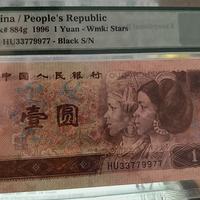 ina / People's Republic
k# 884g 1996 1 Yuan - Wmk: Stars
HU33779977 - Black S/N
中国人民银行
壹圆
HU33779977
1